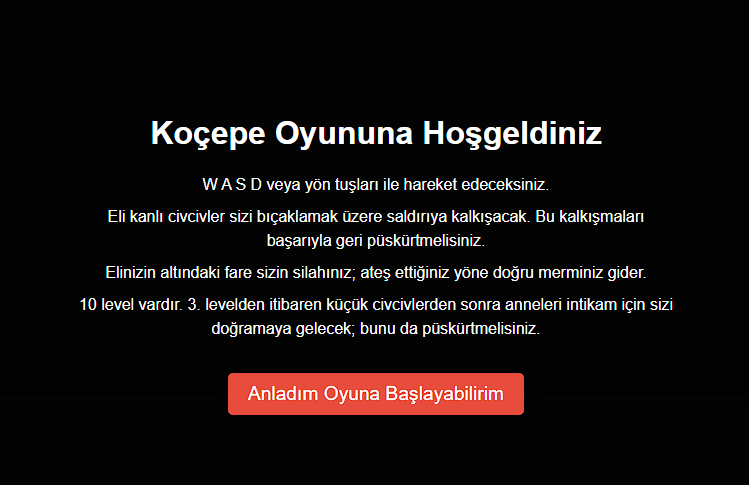 Koçepe Oyununa Hoşgeldiniz
W A S D veya yön tuşları ile hareket edeceksiniz.
Eli kanlı civcivler sizi bıçaklamak üzere saldırıya kalkışacak. Bu kalkışmaları
başarıyla geri püskürtmelisiniz.
Elinizin altındaki fare sizin silahınız; ateş ettiğiniz yöne doğru merminiz gider.
10 level vardır. 3. levelden itibaren küçük civcivlerden sonra anneleri intikam için sizi
doğramaya gelecek; bunu da püskürtmelisiniz.
Anladım Oyuna Başlayabilirim